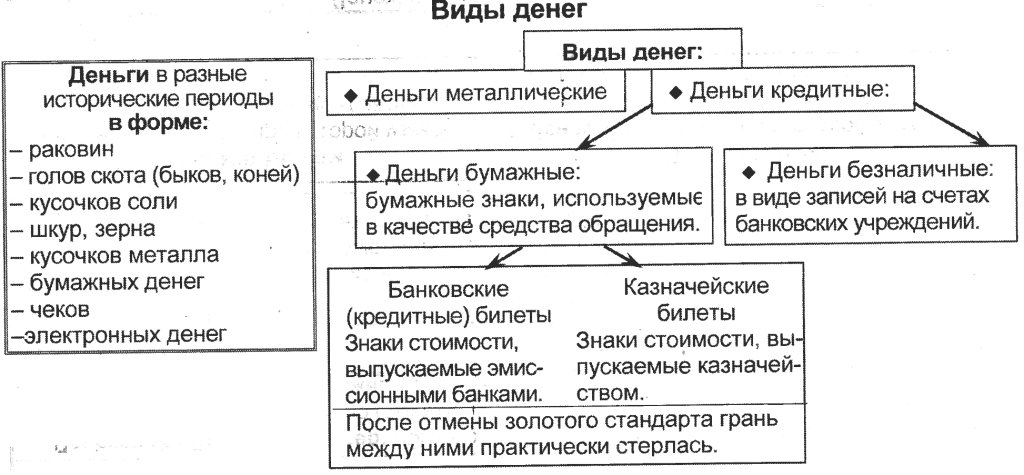 Виды денег
Виды денег:
Деньги в разные
исторические периоды
в форме:
– раковин
– голов скота (быков, коней)
– кусочков соли
– шкур, зерна
– кусочков металла
– бумажных денег
– чеков
–электронных денег
◆ Деньги металлические
◆ Деньги кредитные:
◆ Деньги бумажные:
бумажные знаки, используемые
в качестве средства обращения.
◆ Деньги безналичные:
в виде записей на счетах
банковских учреждений.
Банковские
(кредитные) билеты
Знаки стоимости,
выпускаемые эмис-
сионными банками.
Казначейские
билеты
Знаки стоимости, вы-
пускаемые казначей-
ством.
После отмены золотого стандарта грань
между ними практически стерлась.